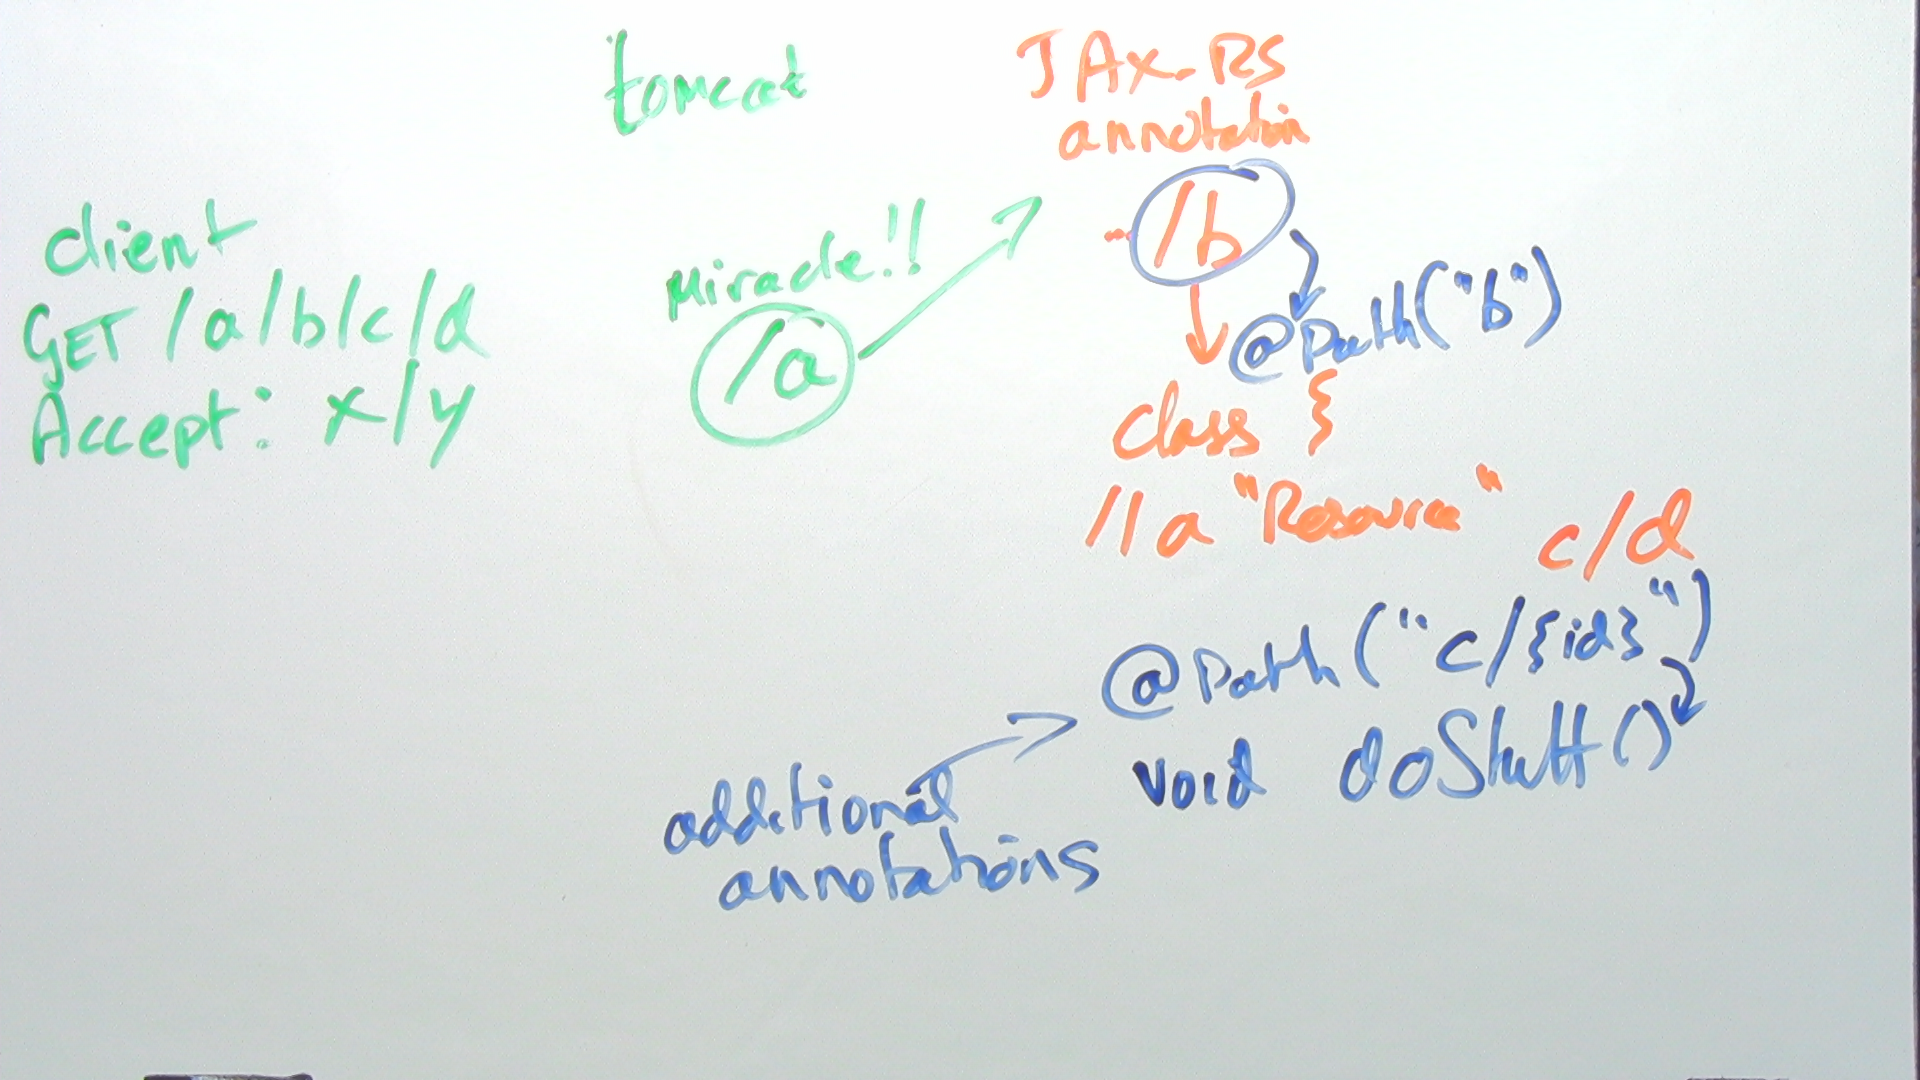 tomcat
JAX-RS
annotation
client
GET /a/b/c/d
Accept: x/y
Miracle!!
/a
/b
@Path("b")
class {
// a "Resource"
c/d
@Path("c/{id}")
void doStuff()
additional
annotations